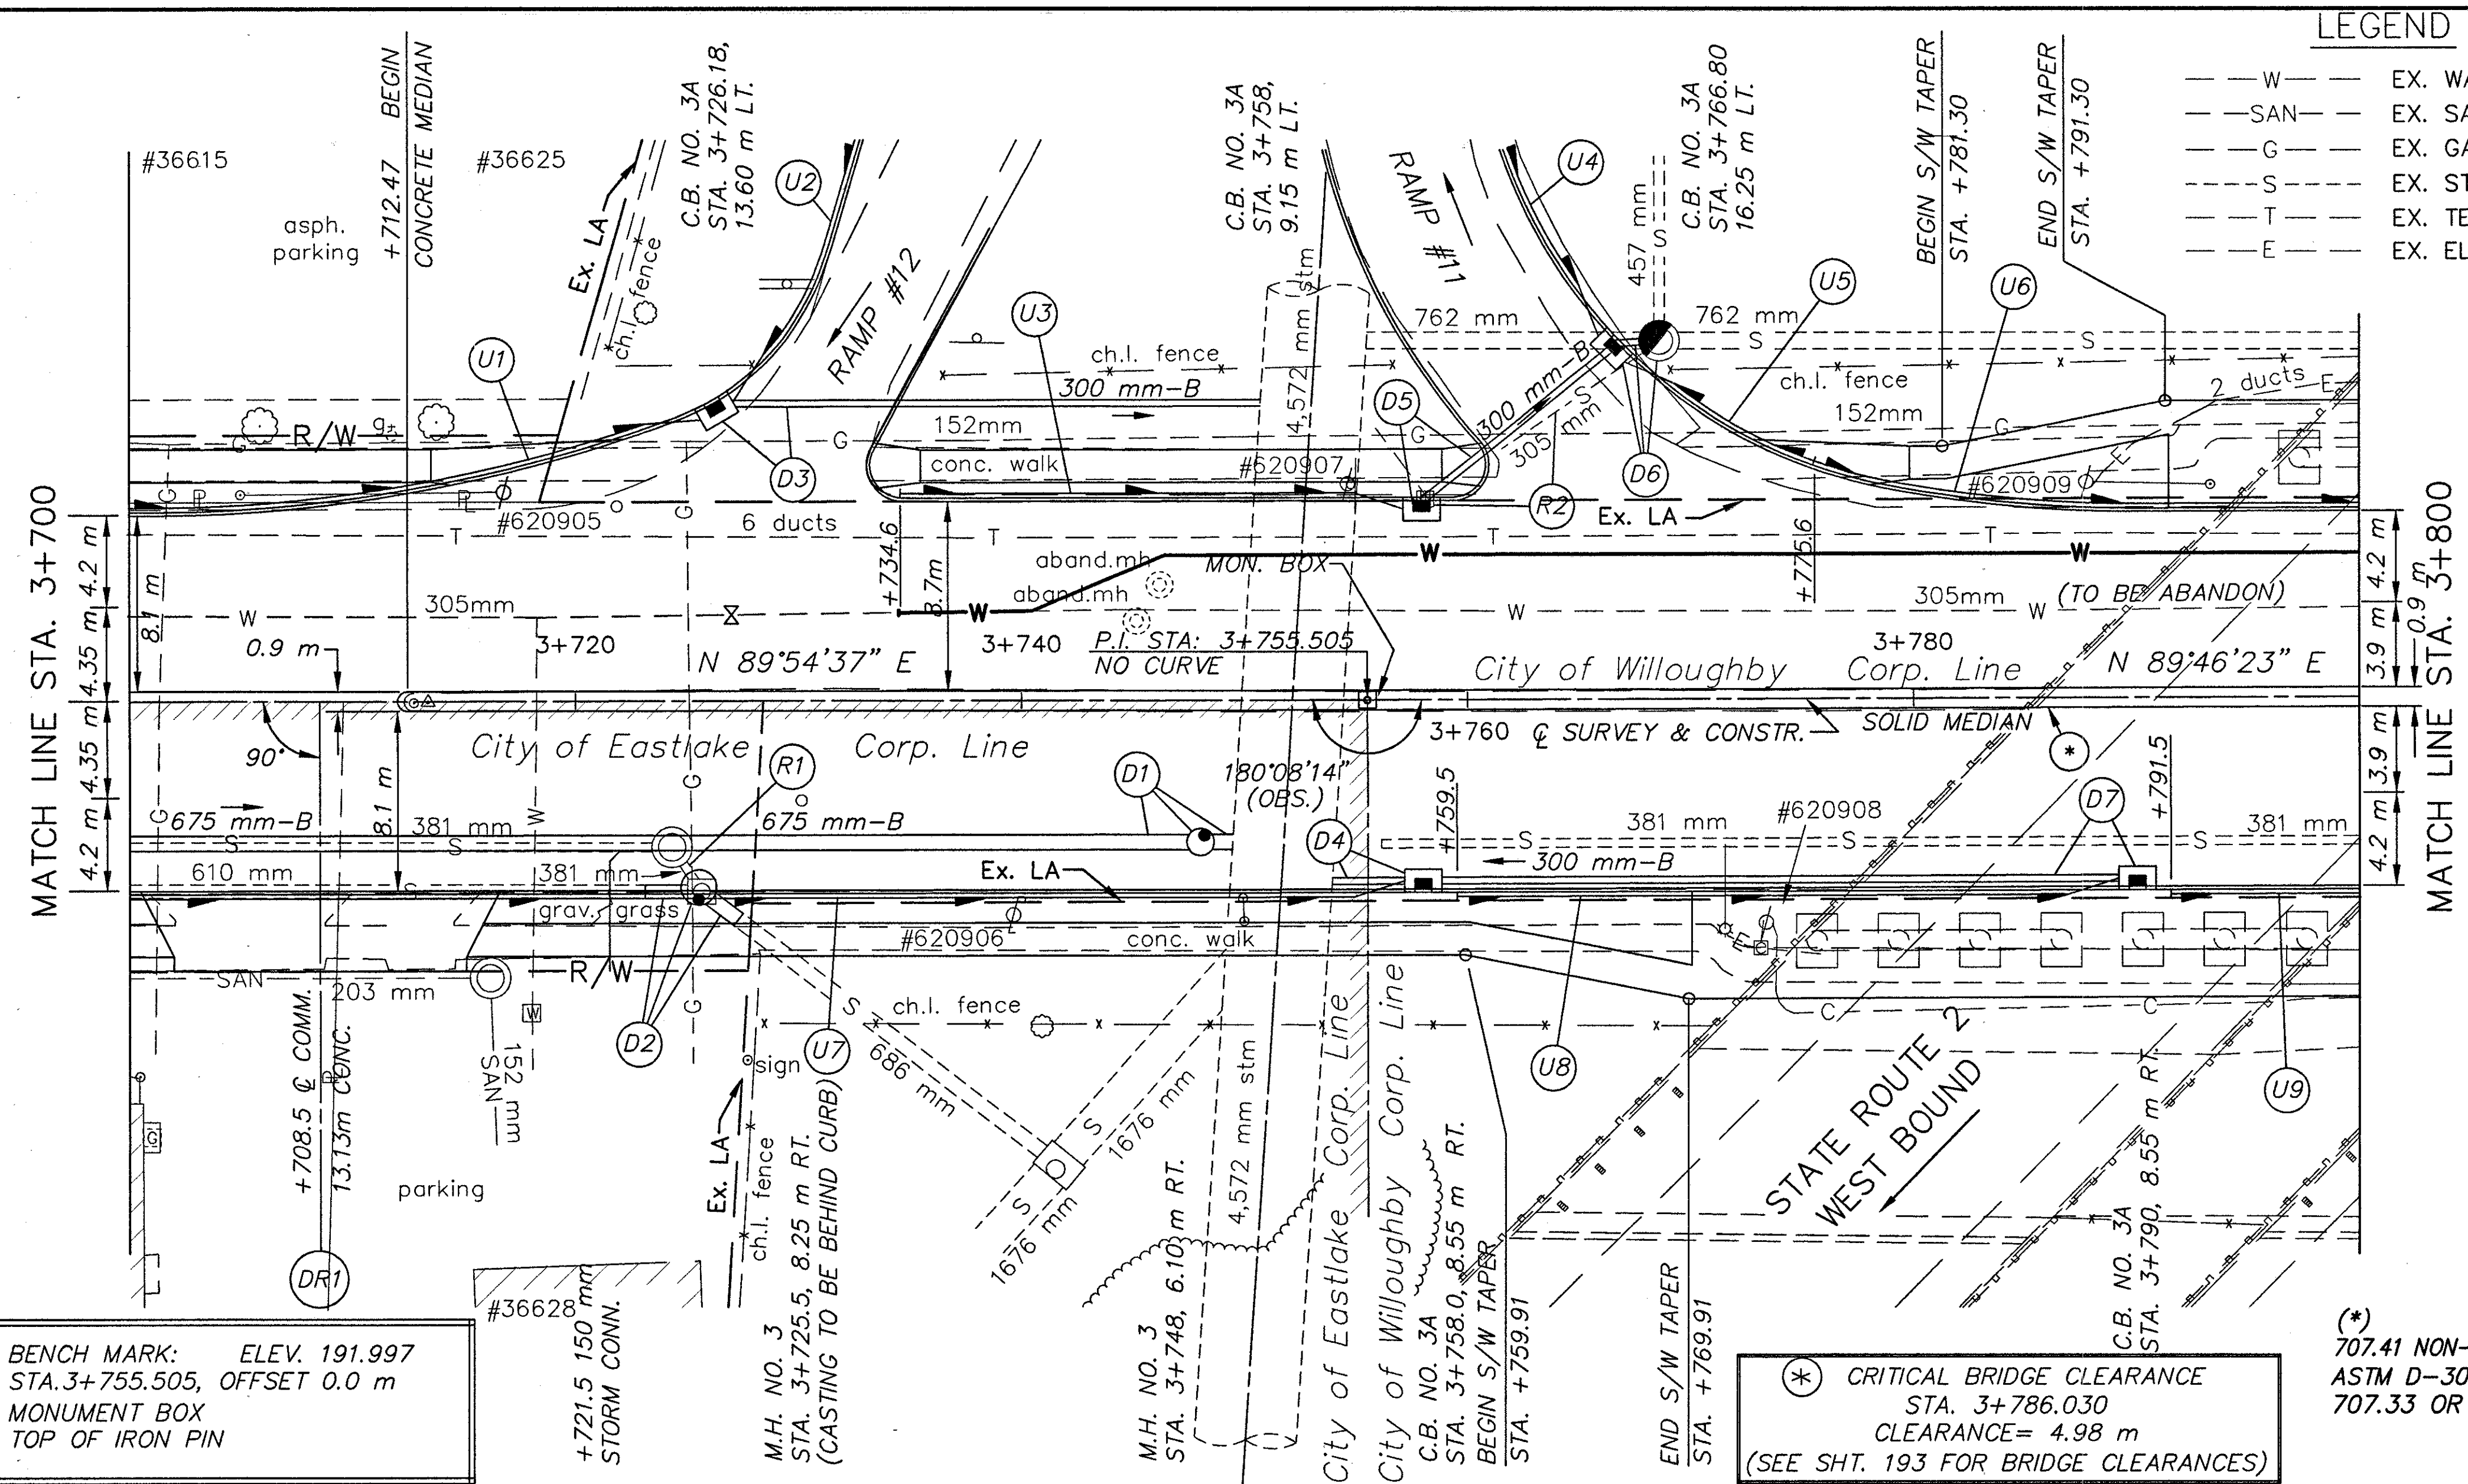 LEGEND
— — W — — EX. WA
— — SAN — — EX. SA
— — G — — EX. GA
- - - - S - - - - EX. ST
— — T — — EX. TE
— — E — — EX. EL
#36615
#36625
asph.
parking
+712.47 BEGIN
CONCRETE MEDIAN
Ex. LA
ch.l fence
C.B. NO. 3A
STA. 3+726.18,
13.60 m LT.
U2
RAMP #12
C.B. NO. 3A
STA. 3+758,
9.15 m LT.
4,572 mm stm
RAMP #11
U4
457 mm
S
C.B. NO. 3A
STA. 3+766.80
16.25 m LT.
BEGIN S/W TAPER
STA. +781.30
END S/W TAPER
STA. +791.30
U1
U3
U5
U6
762 mm
762 mm
S
S
ch.l. fence
300 mm-B
ch.l. fence
2 ducts
E
152mm
152mm
300 mm-B
S
305 mm
D5
D6
D3
R2
R/W
G
G
G
G
conc. walk
#620907
#620909
E
#620905
6 ducts
Ex. LA
T
T
T
T
MATCH LINE STA. 3+700
4.2 m
4.35 m
4.35 m
4.2 m
8.1 m
+734.6
8.7m
aband.mh
aband.mh
MON. BOX
W
W
W
+775.6
305mm
W
W
305mm
W
(TO BE ABANDON)
0.9 m
3+720
N 89°54'37" E
3+740
P.I. STA: 3+755.505
NO CURVE
3+780
City of Willoughby Corp. Line
N 89°46'23" E
MATCH LINE STA. 3+800
4.2 m
3.9 m
0.9 m
3.9 m
4.2 m
90°
City of Eastlake Corp. Line
3+760 ℄ SURVEY & CONSTR.
SOLID MEDIAN
*
R1
D1
180°08'14"
(OBS.)
+759.5
#620908
D7
+791.5
675 mm-B
8.1 m
381 mm
W
G
675 mm-B
S
S
381 mm
S
381 mm
S
D4
610 mm
S
381 mm
Ex. LA
300 mm-B
grav.
grass
#620906
conc. walk
E
SAN
203 mm
R/W
W
G
S
ch.l. fence
C
C
D2
U7
U8
U9
152 mm
SAN
sign
686 mm
S
1676 mm
S
1676 mm
+708.5 ℄ COMM.
13.13m CONC.
G
parking
Ex. LA
ch.l. fence
4,572 mm stm
City of Eastlake Corp. Line
City of Willoughby Corp. Line
STATE ROUTE 2
WEST BOUND
DR1
#36628
+721.5 150 mm
STORM CONN.
M.H. NO. 3
STA. 3+725.5, 8.25 m RT.
(CASTING TO BE BEHIND CURB)
M.H. NO. 3
STA. 3+748, 6.10 m RT.
C.B. NO. 3A
STA. 3+758.0, 8.55 m RT.
BEGIN S/W TAPER
STA. +759.91
END S/W TAPER
STA. +769.91
C.B. NO. 3A
STA. 3+790, 8.55 m RT.
BENCH MARK: ELEV. 191.997
STA.3+755.505, OFFSET 0.0 m
MONUMENT BOX
TOP OF IRON PIN
* CRITICAL BRIDGE CLEARANCE
STA. 3+786.030
CLEARANCE= 4.98 m
(SEE SHT. 193 FOR BRIDGE CLEARANCES)
(*)
707.41 NON-
ASTM D-30
707.33 OR